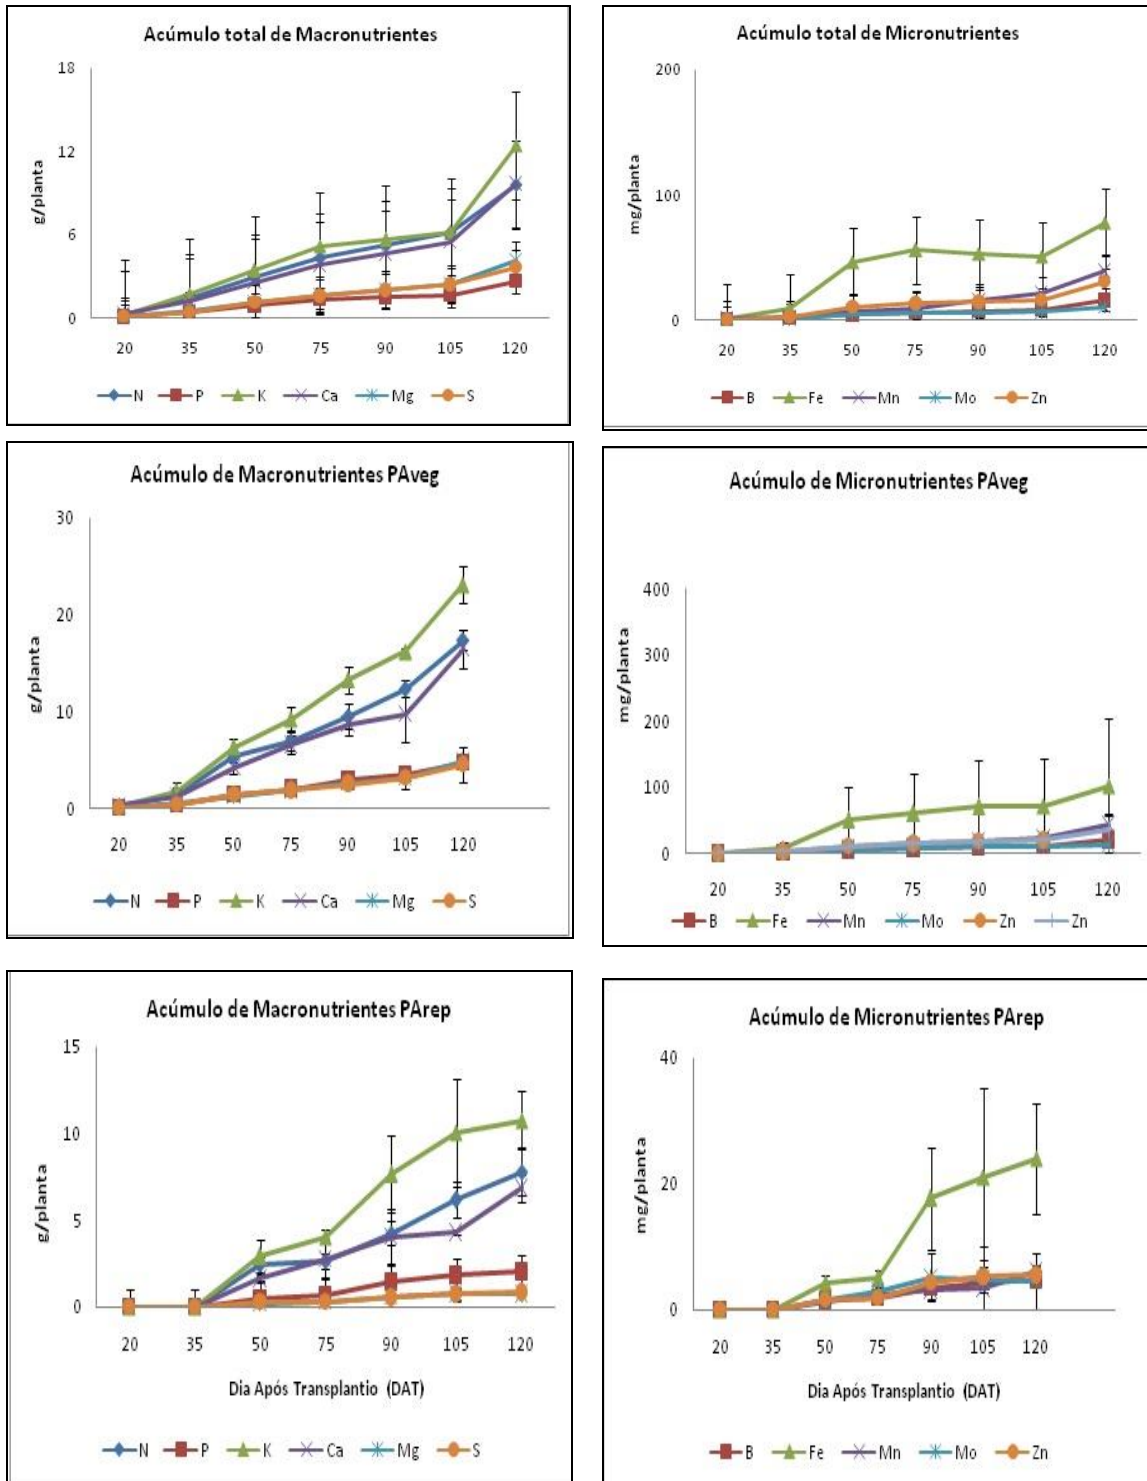 Acúmulo total de Macronutrientes
18
12
6
0
g/planta
20 35 50 75 90 105 120
N P K Ca Mg S
Acúmulo total de Micronutrientes
200
100
0
mg/planta
20 35 50 75 90 105 120
B Fe Mn Mo Zn
Acúmulo de Macronutrientes PAveg
30
20
10
0
g/planta
20 35 50 75 90 105 120
N P K Ca Mg S
Acúmulo de Micronutrientes PAveg
400
300
200
100
0
mg/planta
20 35 50 75 90 105 120
B Fe Mn Mo Zn Zn
Acúmulo de Macronutrientes PArep
15
10
5
0
g/planta
20 35 50 75 90 105 120
Dia Após Transplantio (DAT)
N P K Ca Mg S
Acúmulo de Micronutrientes PArep
40
20
0
mg/planta
20 35 50 75 90 105 120
Dia Após Transplantio (DAT)
B Fe Mn Mo Zn